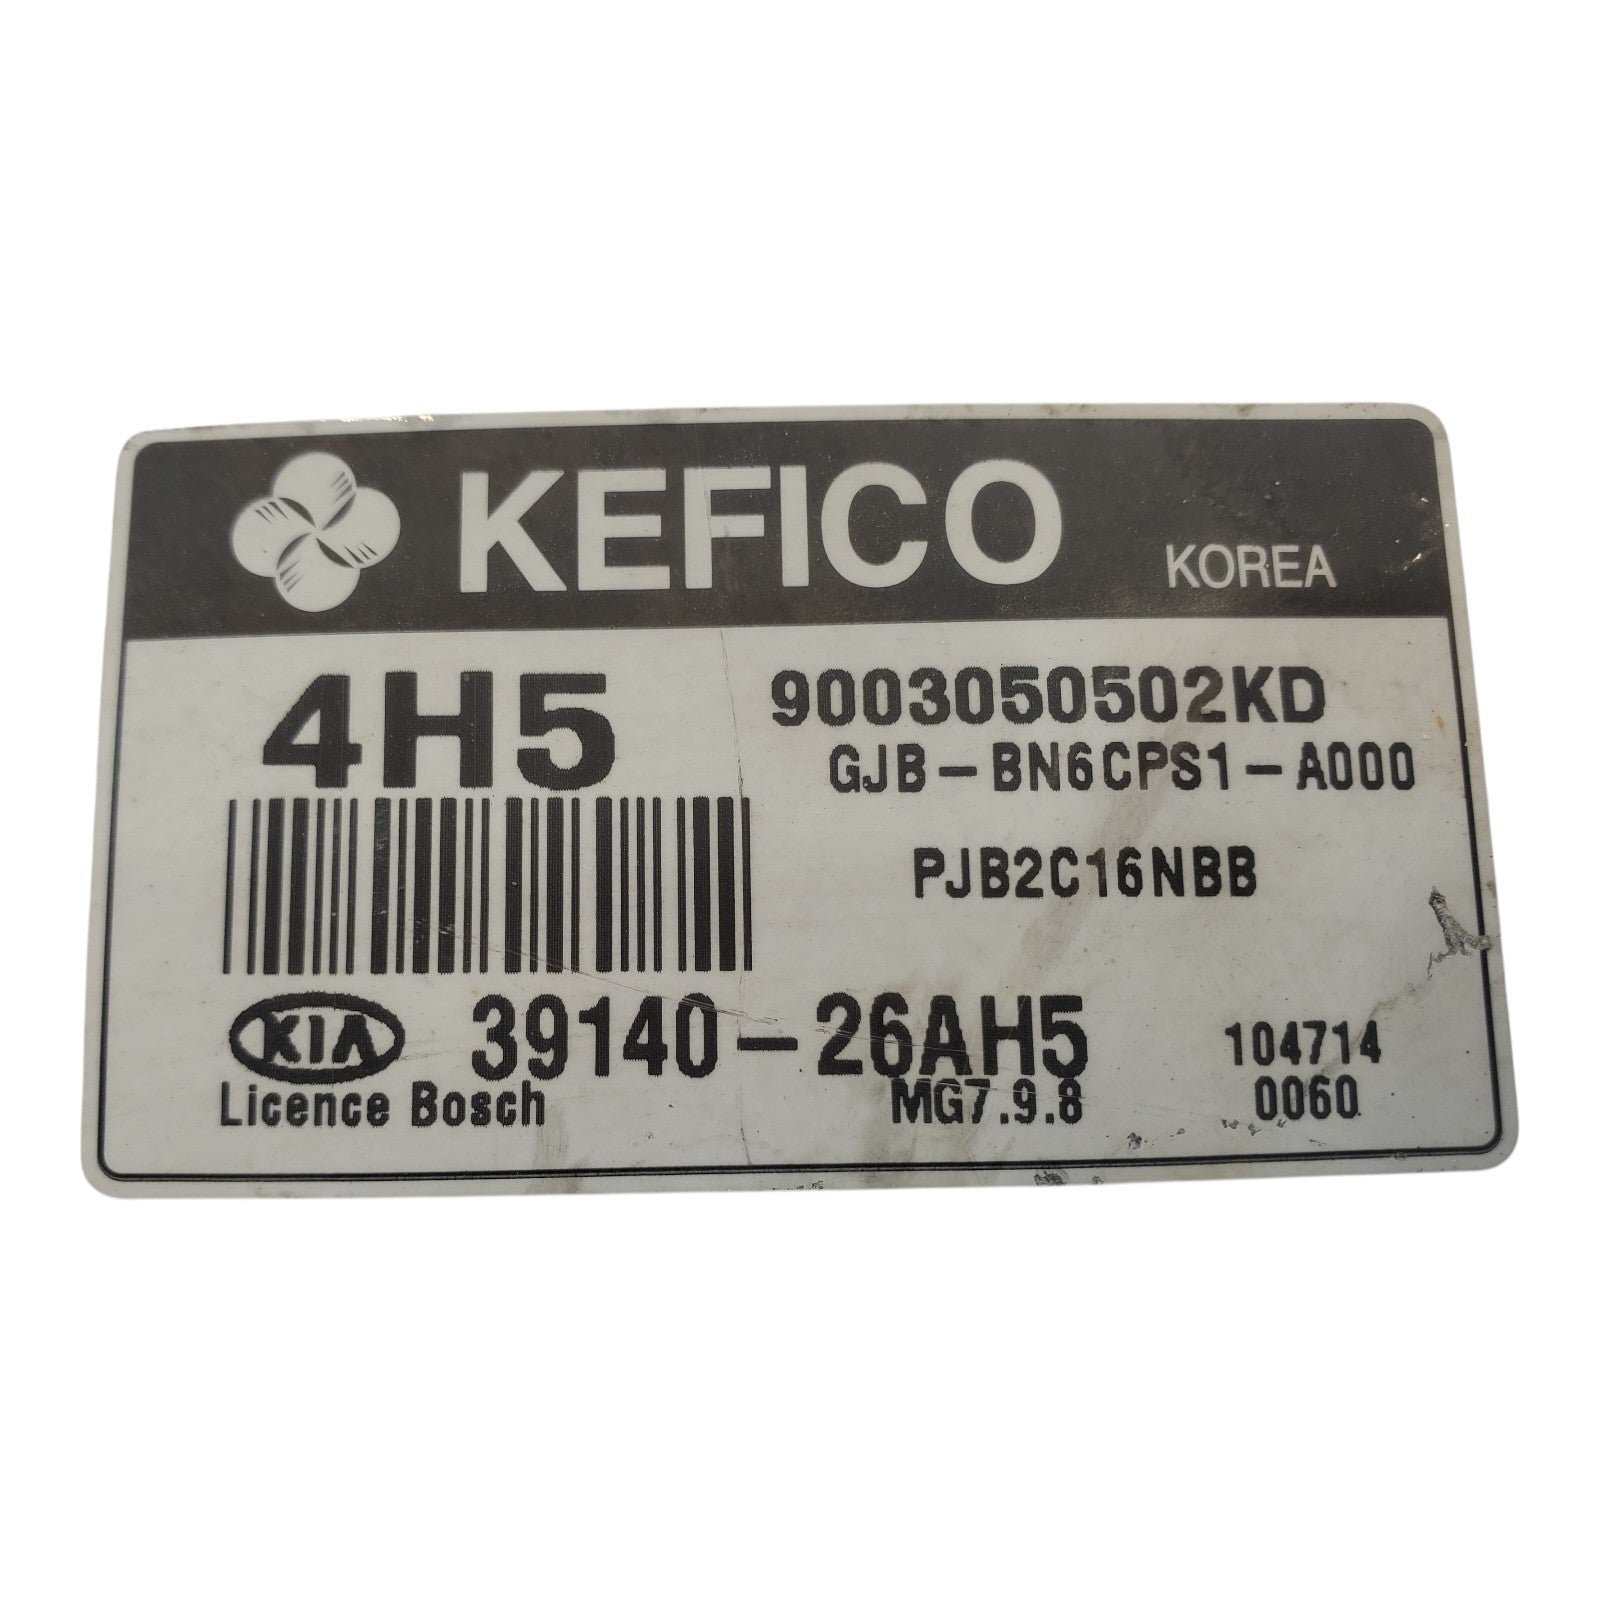 KEFICO KOREA
4H5 9003050502KD
GJB-BN6CPS1-A000
PJB2C16NBB
KIA 39140-26AH5 104714
Licence Bosch MG7.9.8 0060